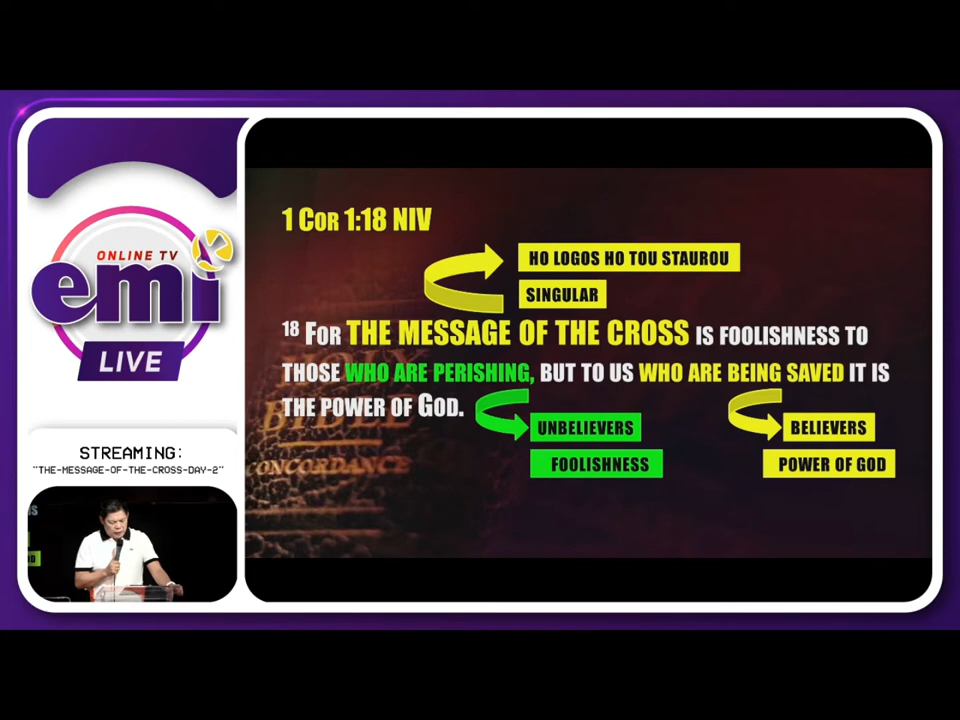 ONLINE TV
emi
LIVE
STREAMING:
"THE-MESSAGE-OF-THE-CROSS-DAY-2"
1 COR 1:18 NIV
HO LOGOS HO TOU STAUROU
SINGULAR
18 FOR THE MESSAGE OF THE CROSS IS FOOLISHNESS TO
THOSE WHO ARE PERISHING, BUT TO US WHO ARE BEING SAVED IT IS
THE POWER OF GOD.
UNBELIEVERS
BELIEVERS
FOOLISHNESS
POWER OF GOD
HOLY
BIBLE
CONCORDANCE